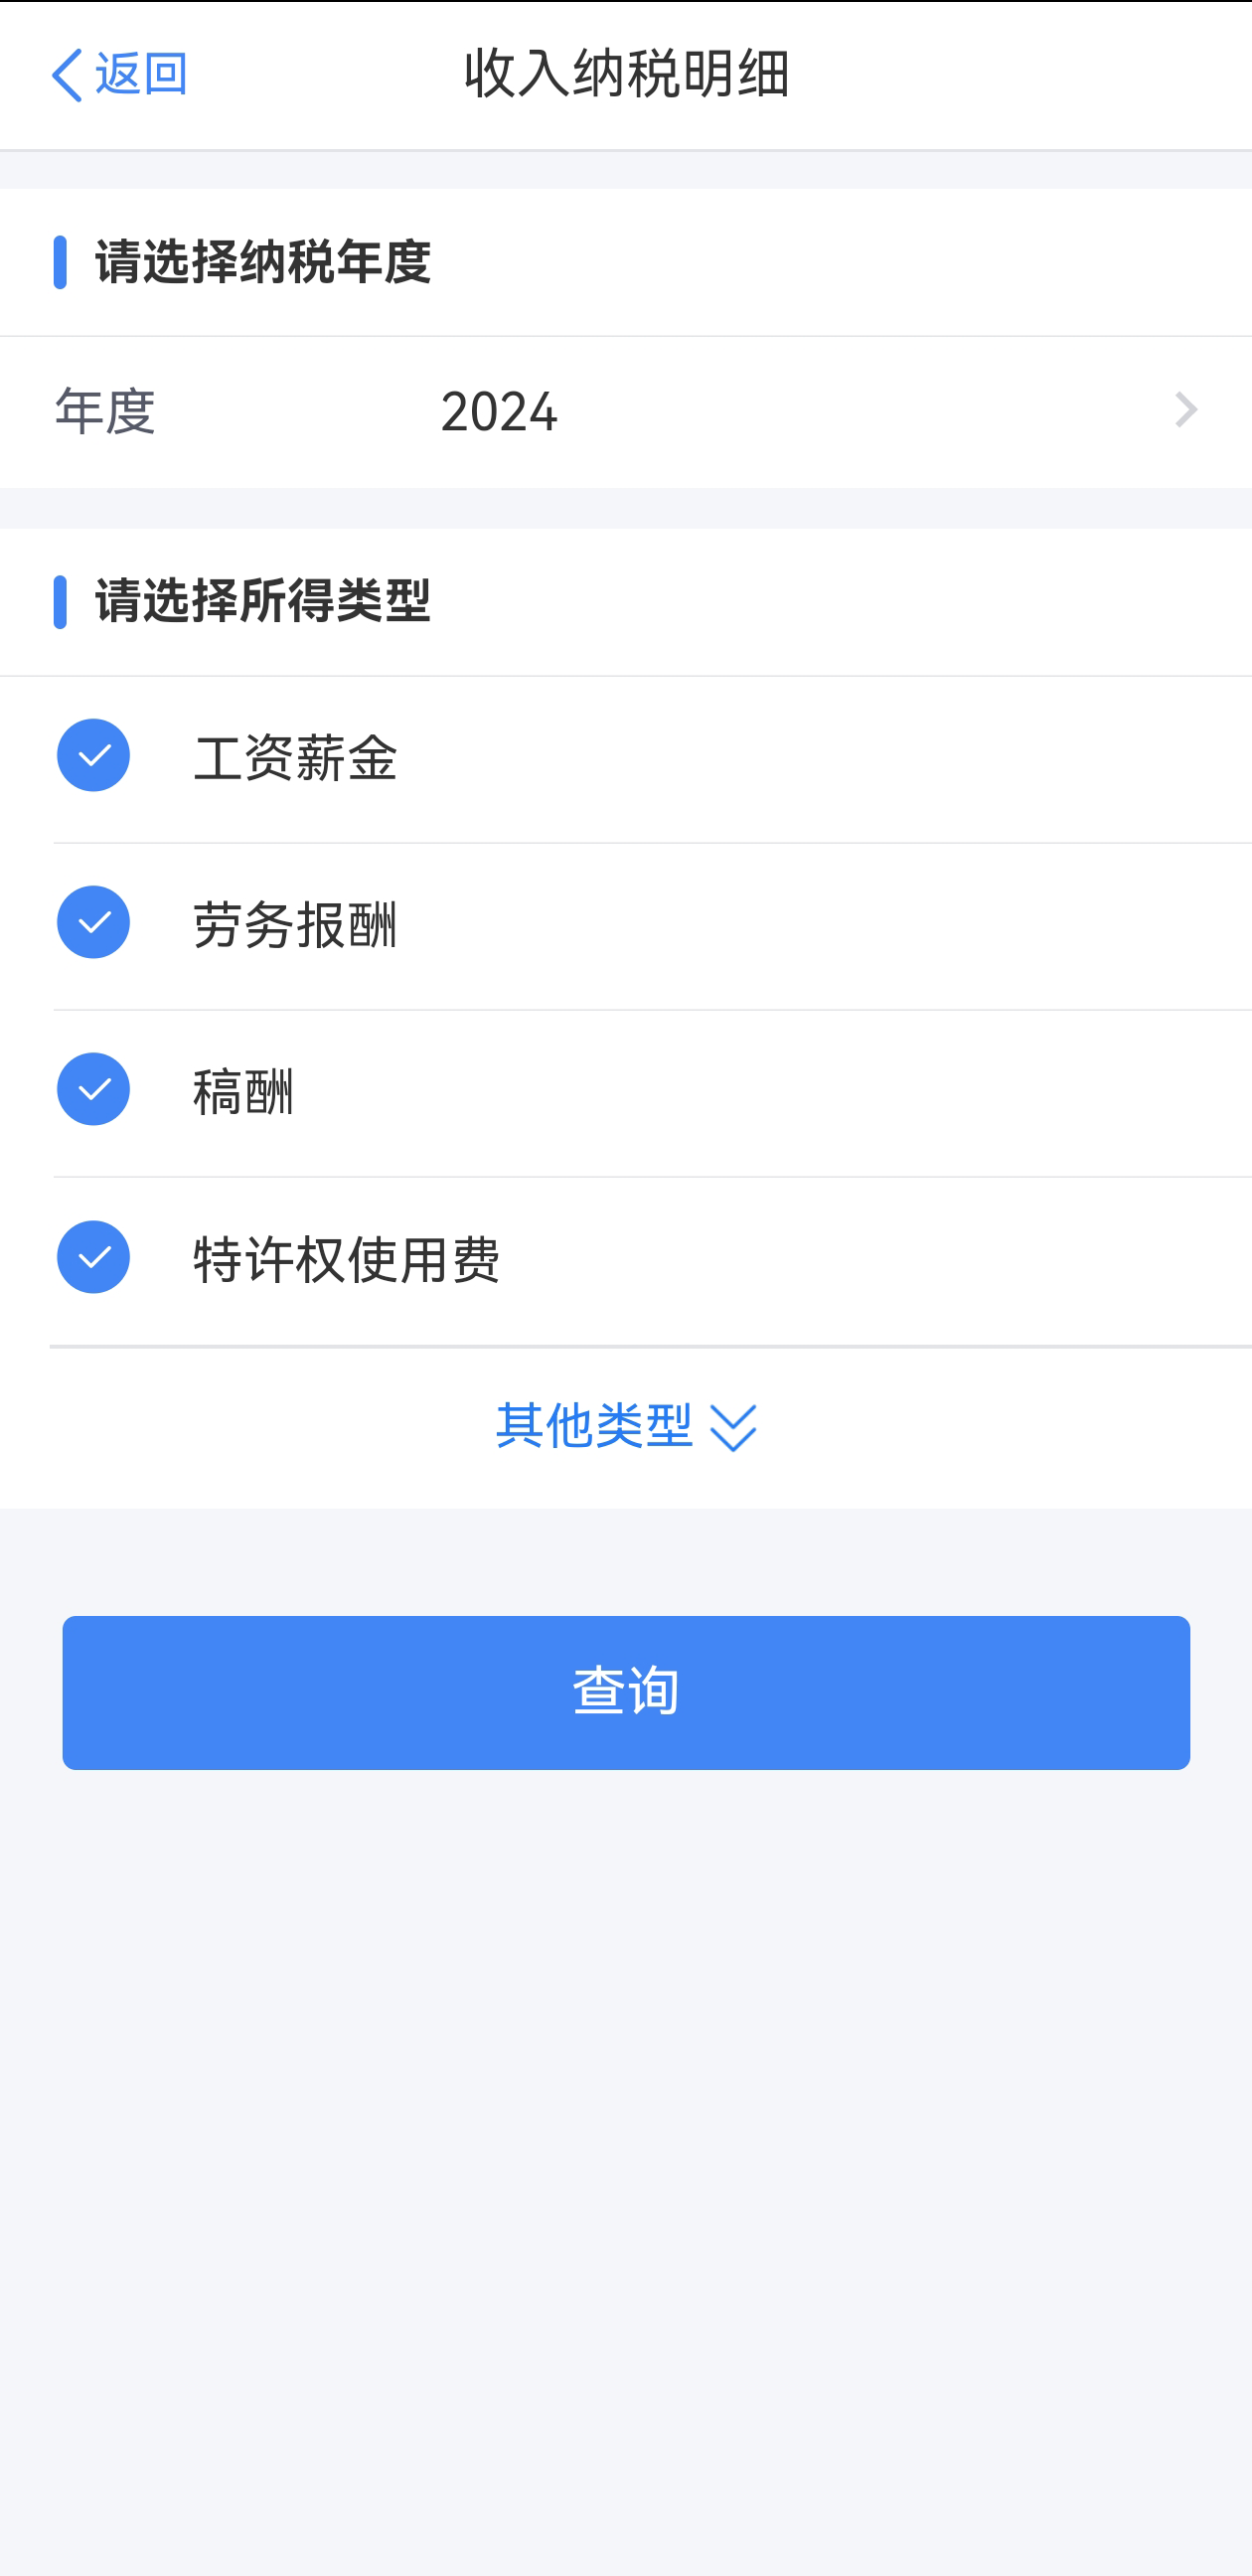 返回
收入纳税明细
请选择纳税年度
年度 2024
请选择所得类型
工资薪金
劳务报酬
稿酬
特许权使用费
其他类型
查询